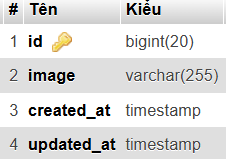 # Tên Kiểu
1 id bigint(20)
2 image varchar(255)
3 created_at timestamp
4 updated_at timestamp